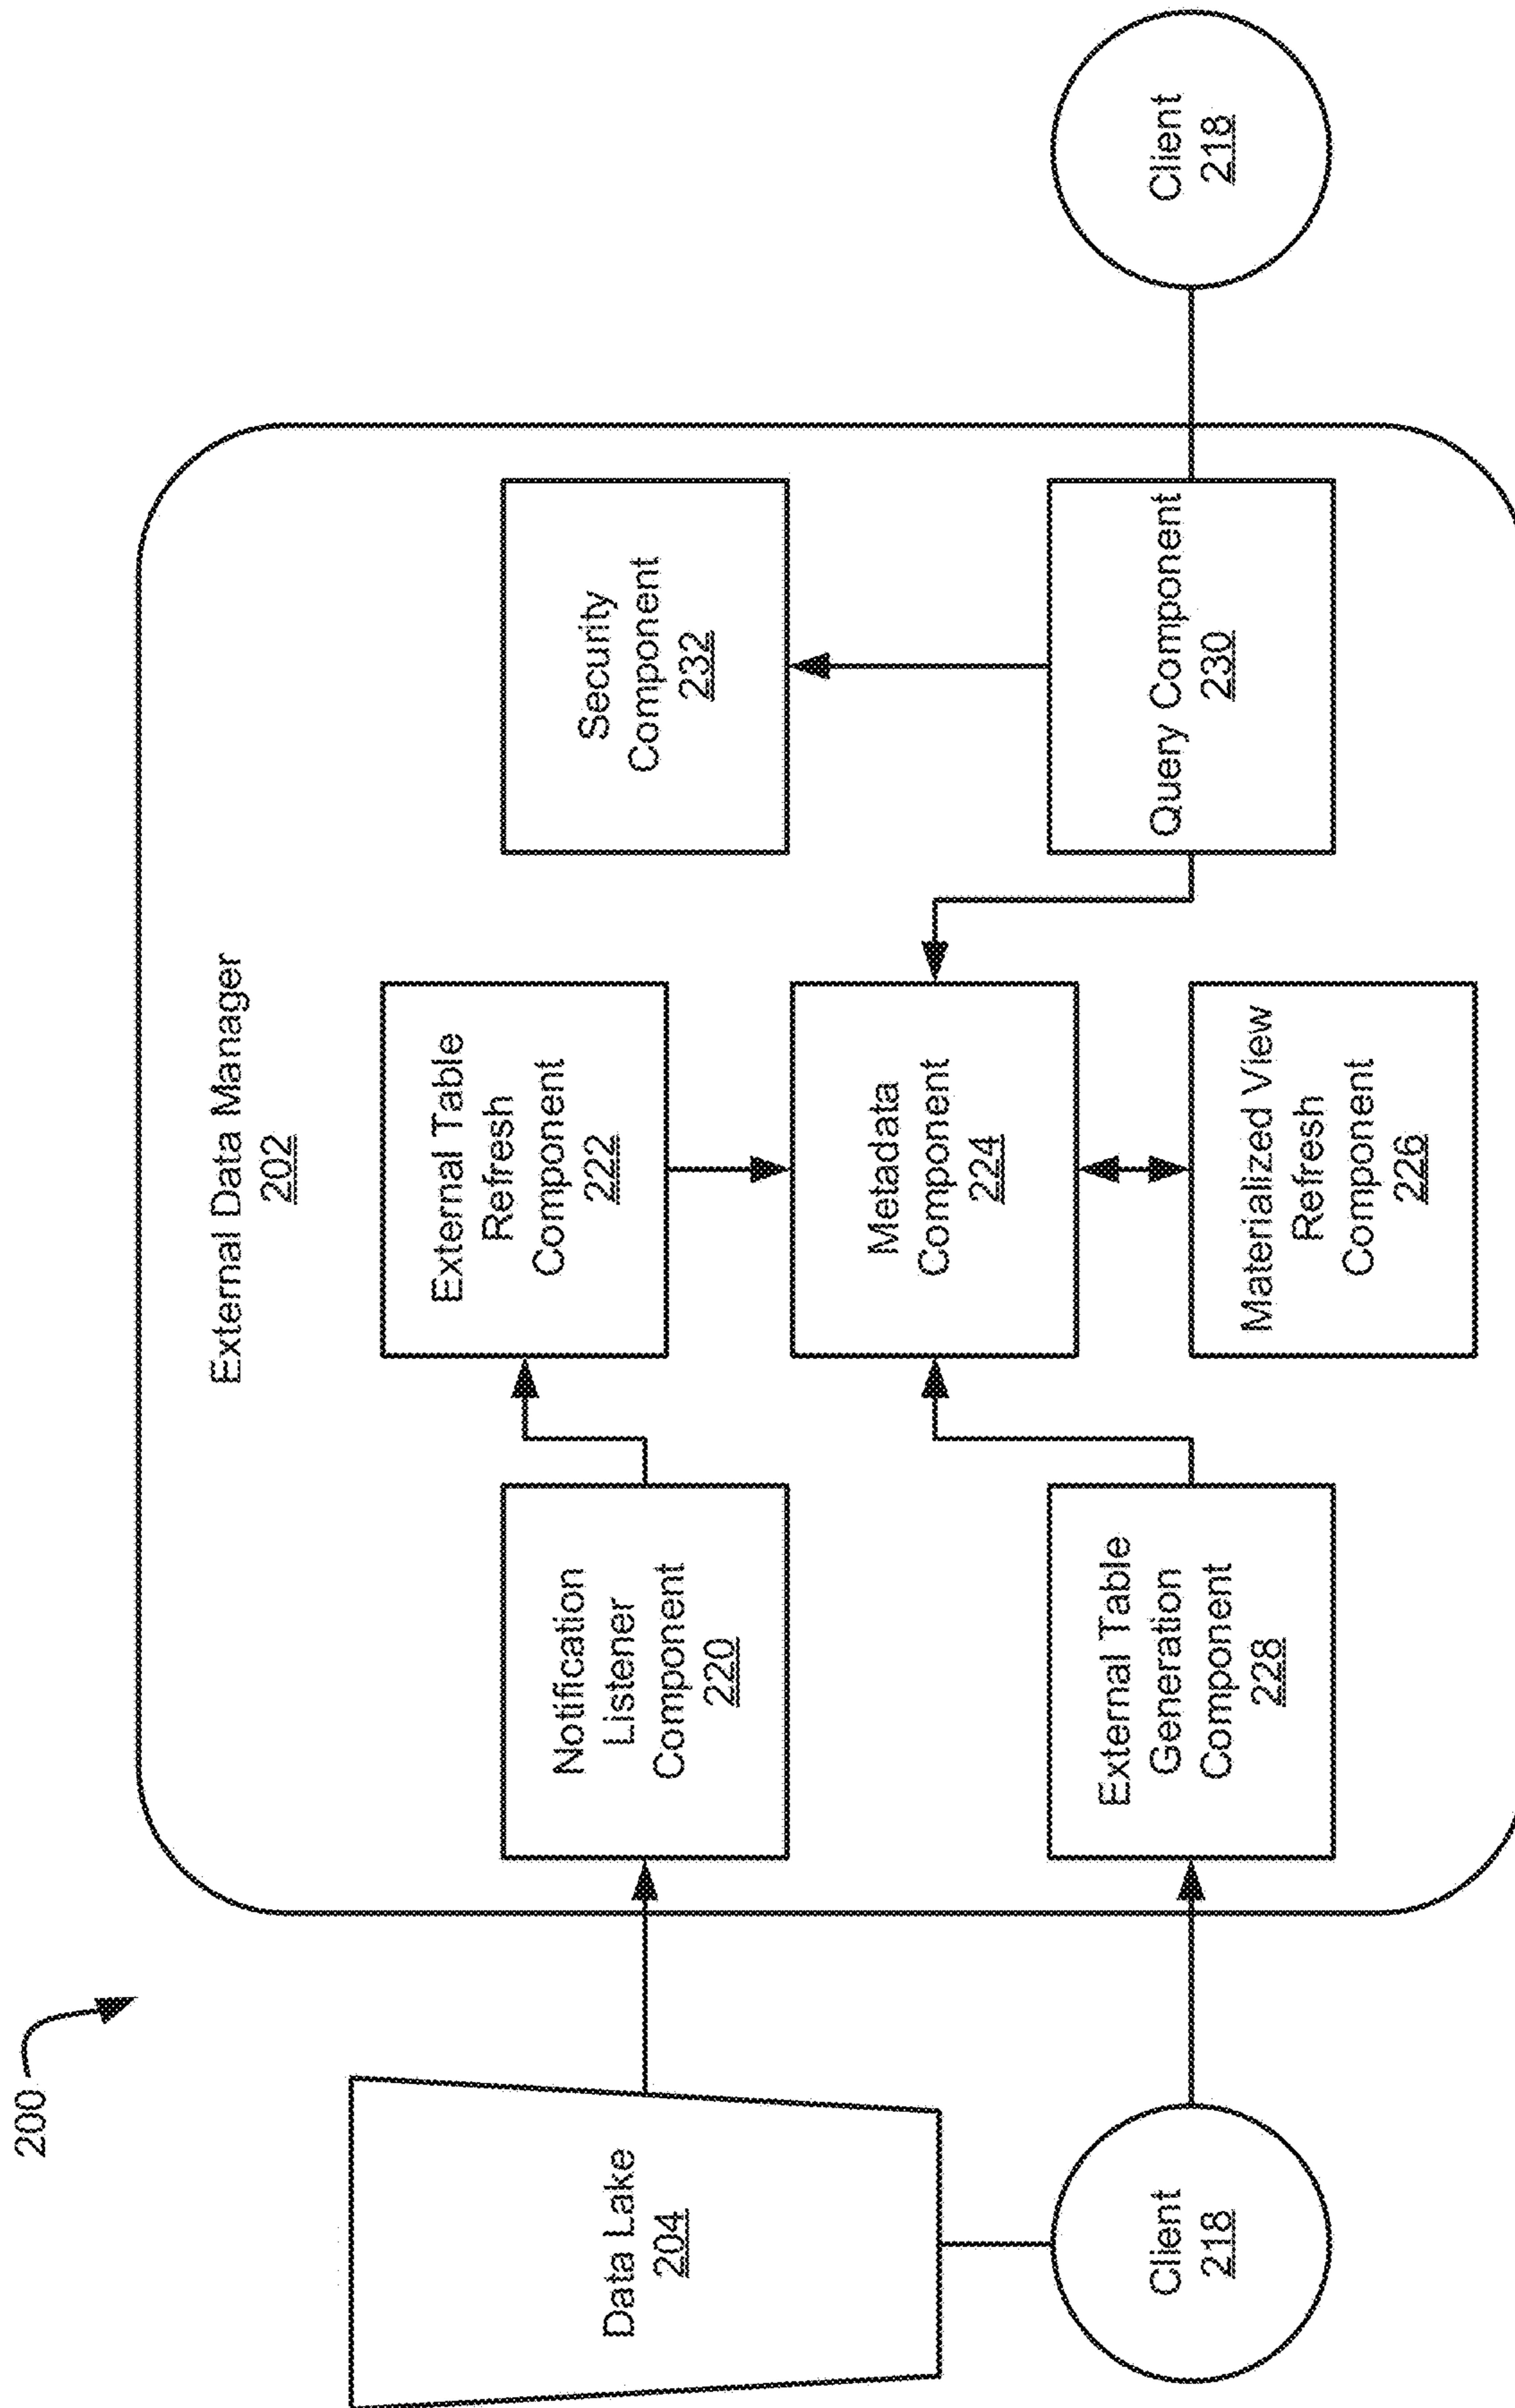 200
External Data Manager
202
Data Lake
204
Client
218
Notification
Listener
Component
220
External Table
Generation
Component
228
External Table
Refresh
Component
222
Metadata
Component
224
Materialized View
Refresh
Component
226
Security
Component
232
Query Component
230
Client
218